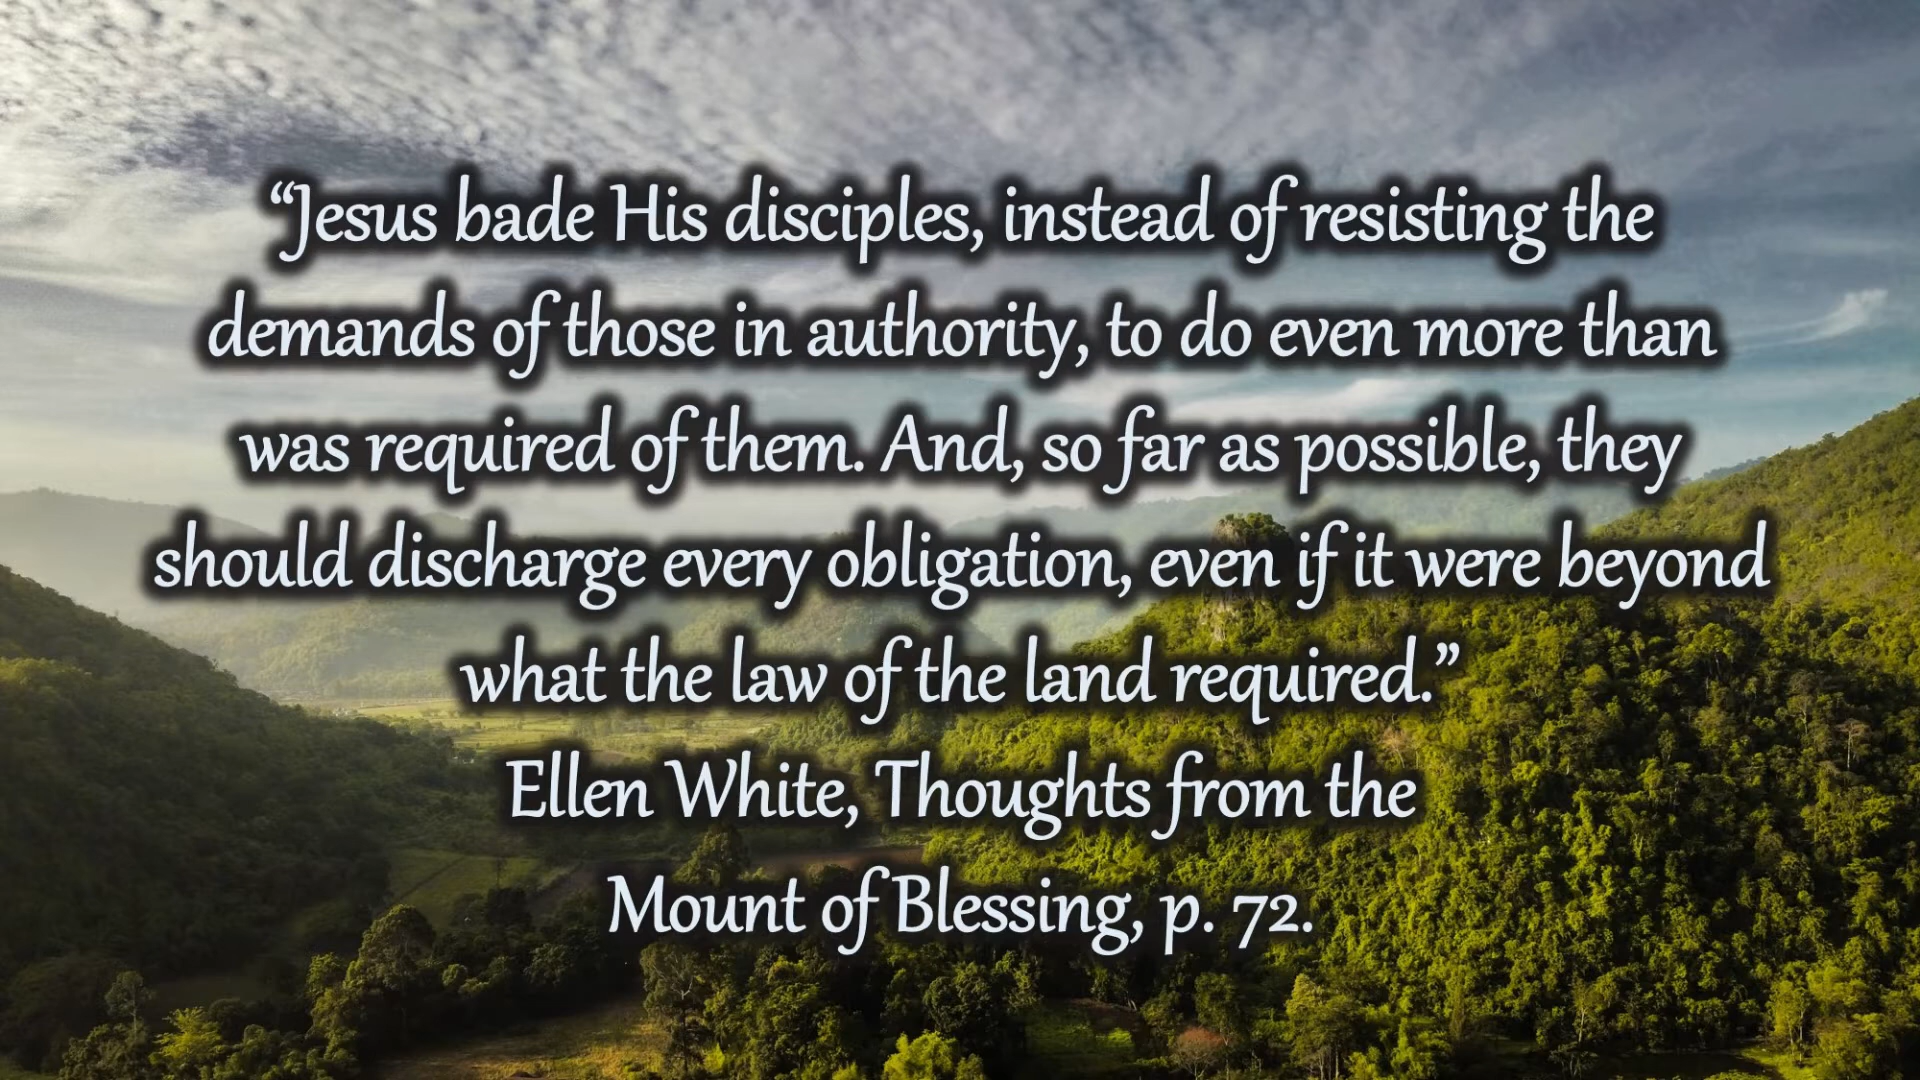 “Jesus bade His disciples, instead of resisting the
demands of those in authority, to do even more than
was required of them. And, so far as possible, they
should discharge every obligation, even if it were beyond
what the law of the land required.”
Ellen White, Thoughts from the
Mount of Blessing, p. 72.